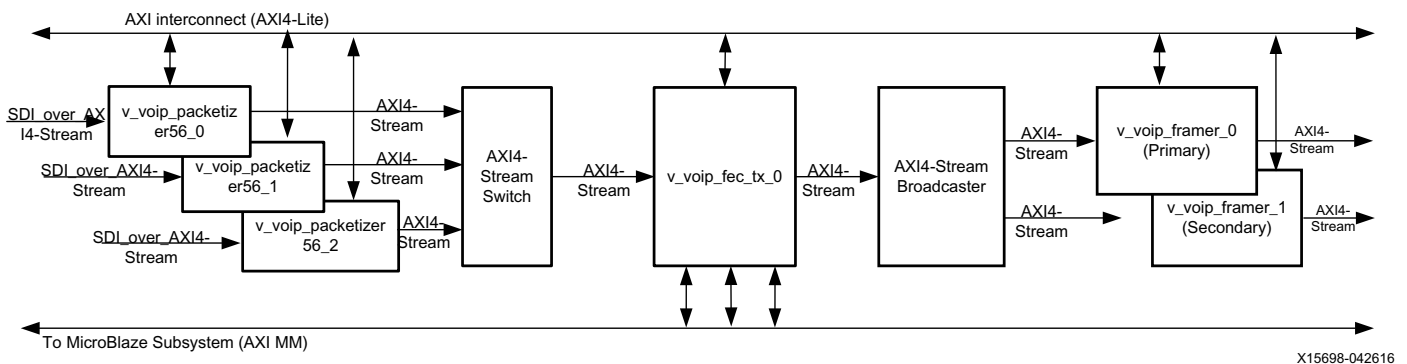 AXI interconnect (AXI4-Lite)
SDI_over_AX
I4-Stream
v_voip_packetiz
er56_0
AXI4-
Stream
SDI_over_AXI4-
Stream
v_voip_packetiz
er56_1
AXI4-
Stream
SDI_over_AXI4-
Stream
v_voip_packetizer
56_2
AXI4-
Stream
AXI4-
Stream
Switch
AXI4-
Stream
v_voip_fec_tx_0
AXI4-
Stream
AXI4-Stream
Broadcaster
AXI4-
Stream
AXI4-
Stream
v_voip_framer_0
(Primary)
AXI4-
Stream
v_voip_framer_1
(Secondary)
AXI4-
Stream
To MicroBlaze Subsystem (AXI MM)
X15698-042616